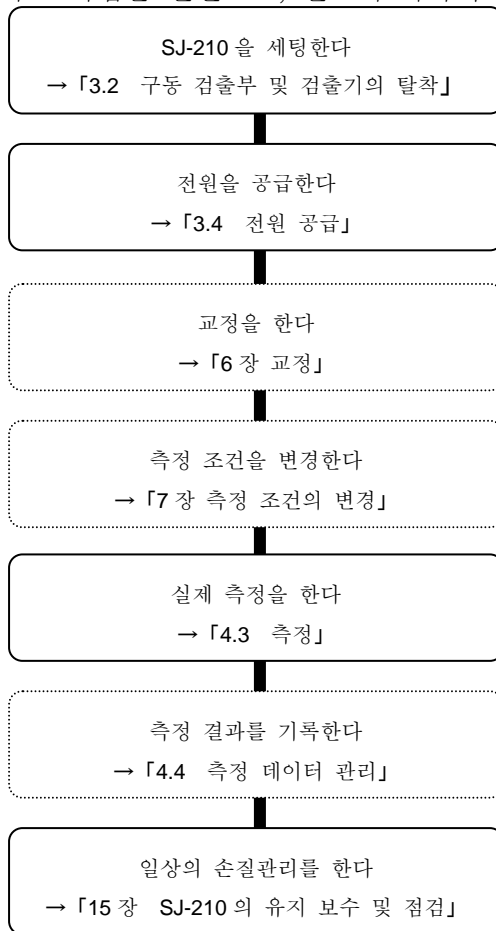 SJ-210 을 세팅한다
→ 「3.2 구동 검출부 및 검출기의 탈착」
전원을 공급한다
→ 「3.4 전원 공급」
교정을 한다
→ 「6 장 교정」
측정 조건을 변경한다
→ 「7 장 측정 조건의 변경」
실제 측정을 한다
→ 「4.3 측정」
측정 결과를 기록한다
→ 「4.4 측정 데이터 관리」
일상의 손질관리를 한다
→ 「15 장 SJ-210 의 유지 보수 및 점검」